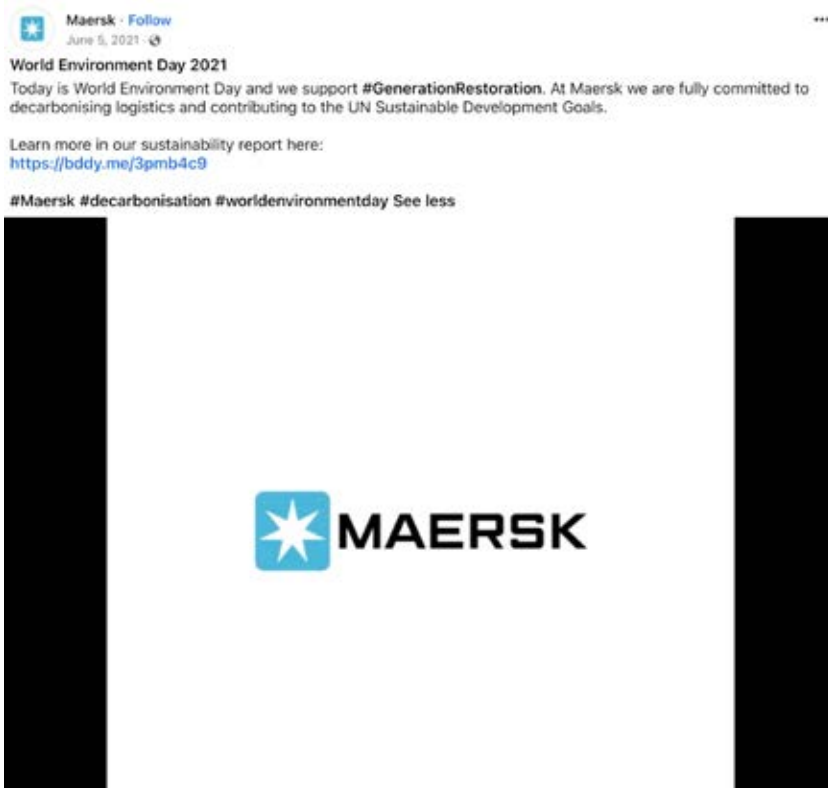 Maersk · Follow
June 5, 2021 ·
World Environment Day 2021
Today is World Environment Day and we support #GenerationRestoration. At Maersk we are fully committed to
decarbonising logistics and contributing to the UN Sustainable Development Goals.
Learn more in our sustainability report here:
https://bddy.me/3pmb4c9
#Maersk #decarbonisation #worldenvironmentday See less
MAERSK